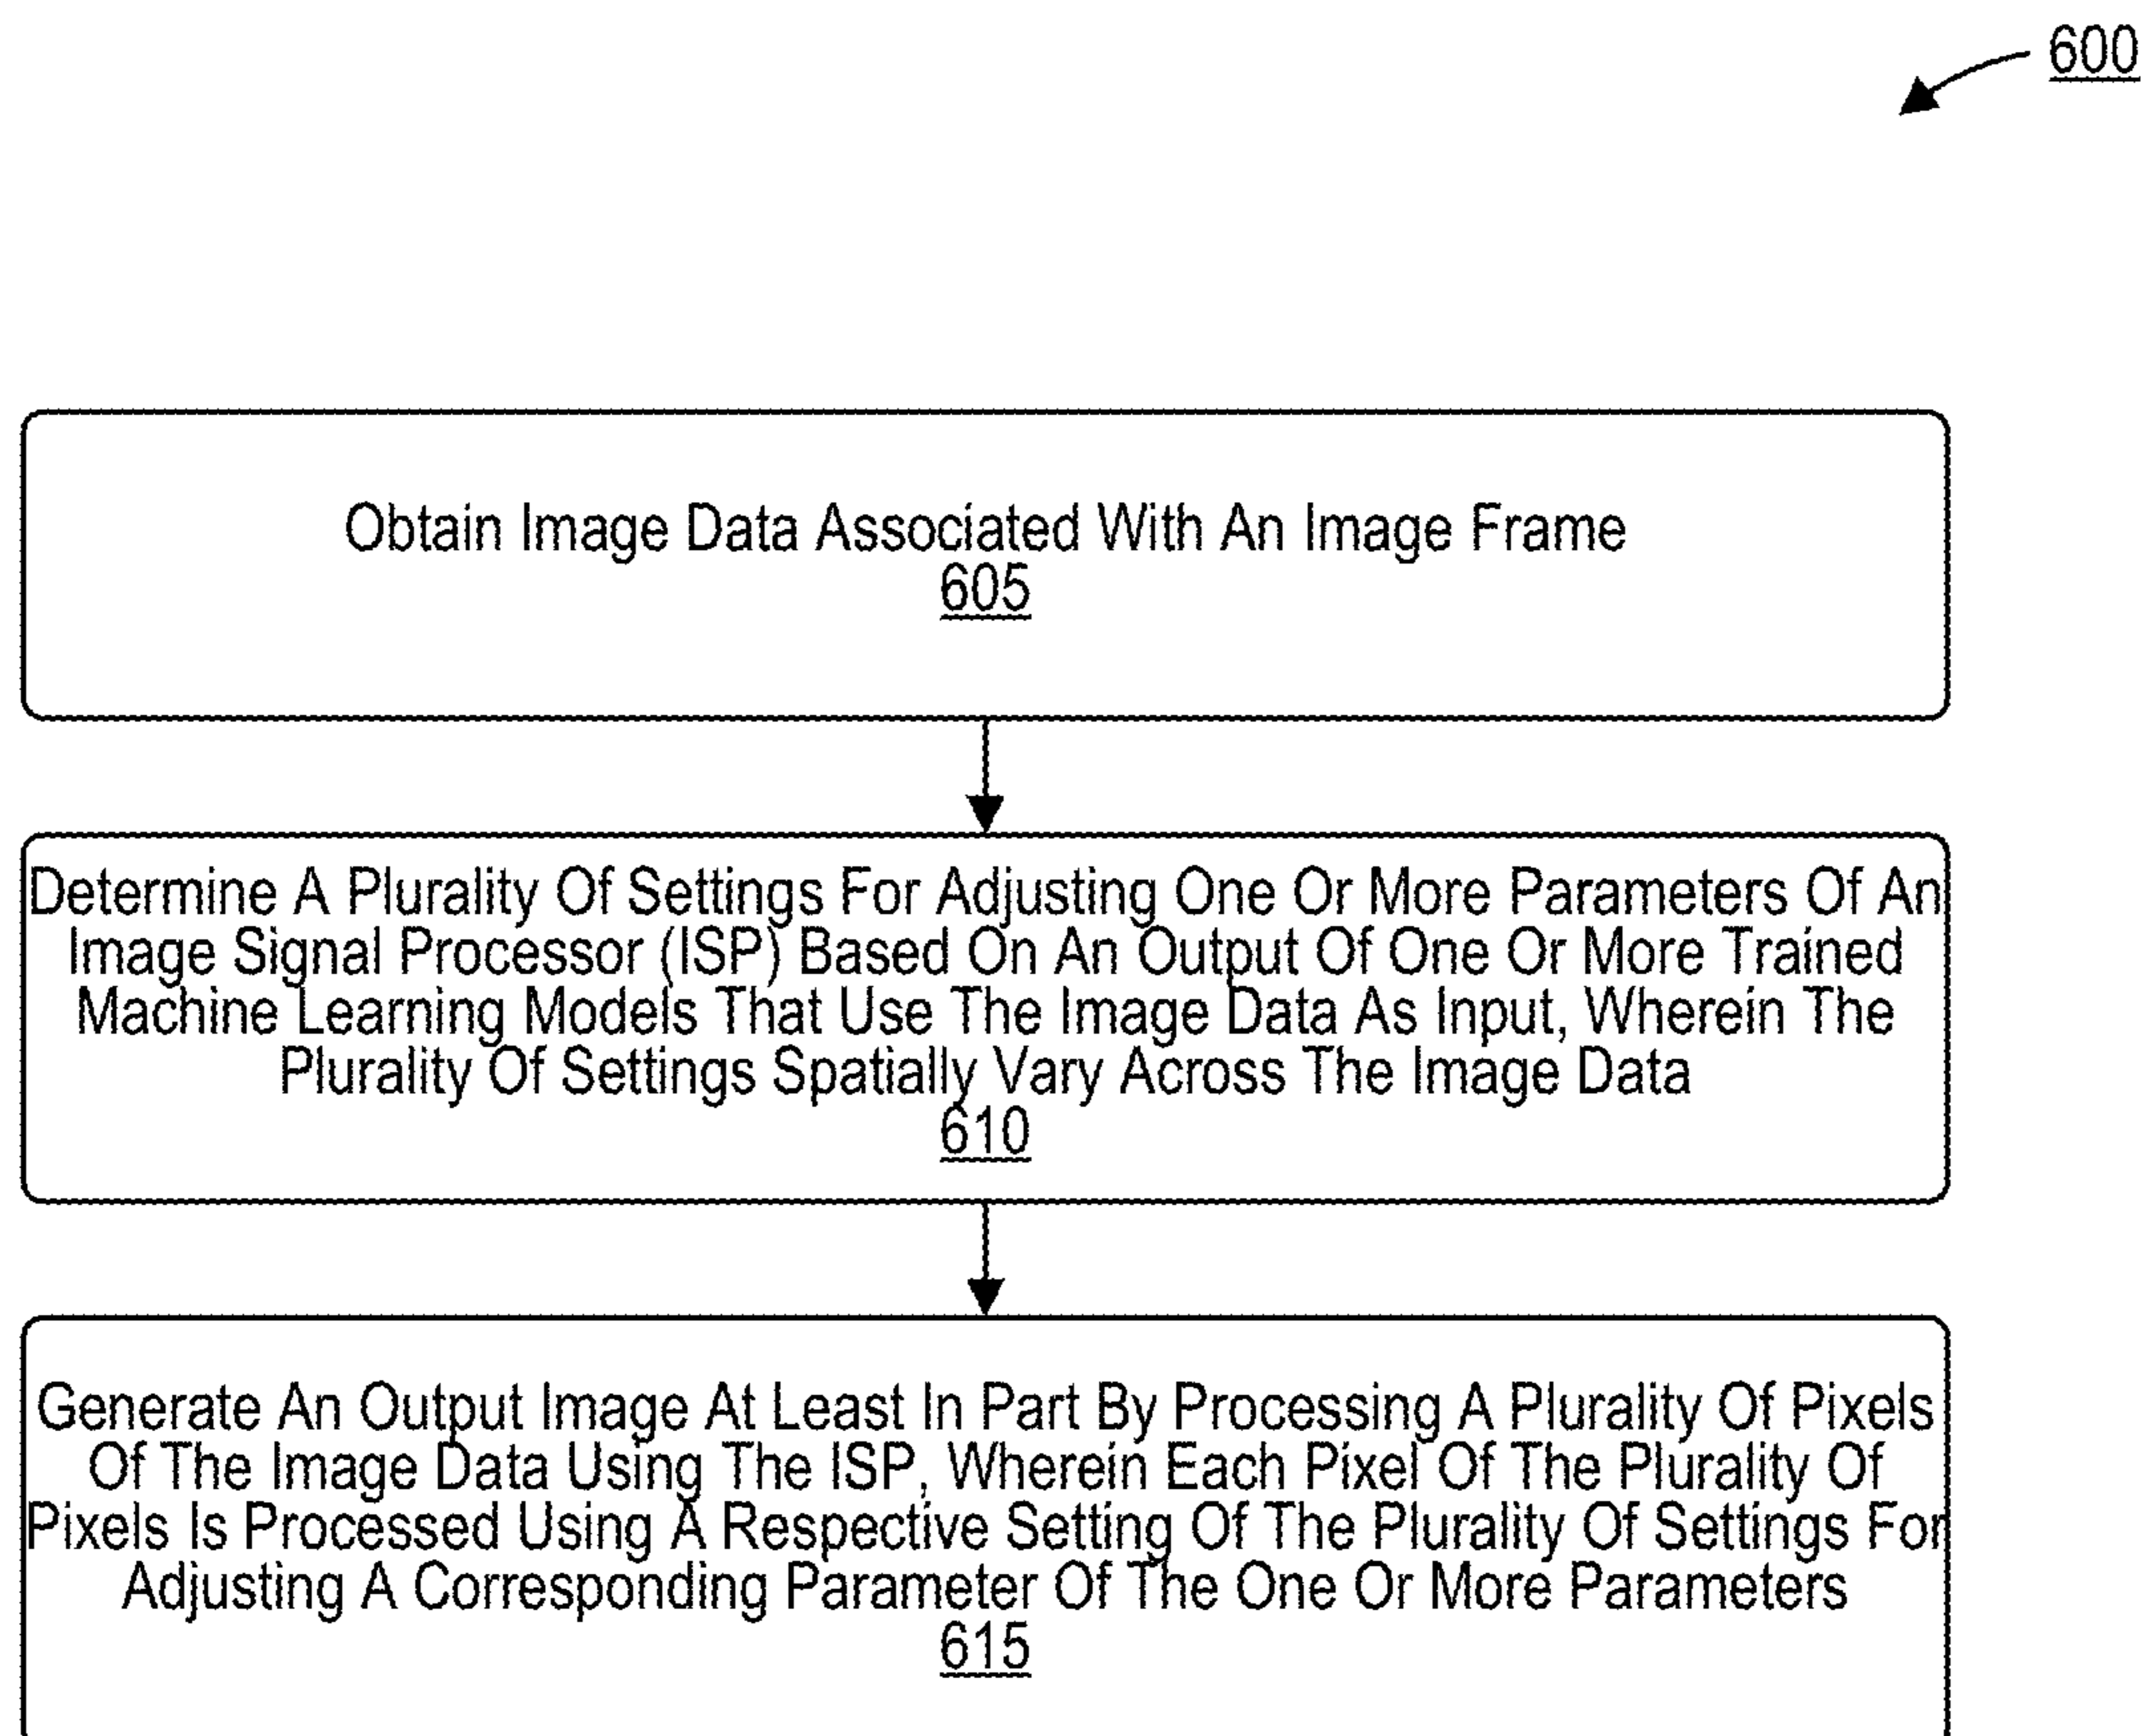 600
Obtain Image Data Associated With An Image Frame
605
Determine A Plurality Of Settings For Adjusting One Or More Parameters Of An
Image Signal Processor (ISP) Based On An Output Of One Or More Trained
Machine Learning Models That Use The Image Data As Input, Wherein The
Plurality Of Settings Spatially Vary Across The Image Data
610
Generate An Output Image At Least In Part By Processing A Plurality Of Pixels
Of The Image Data Using The ISP, Wherein Each Pixel Of The Plurality Of
Pixels Is Processed Using A Respective Setting Of The Plurality Of Settings For
Adjusting A Corresponding Parameter Of The One Or More Parameters
615